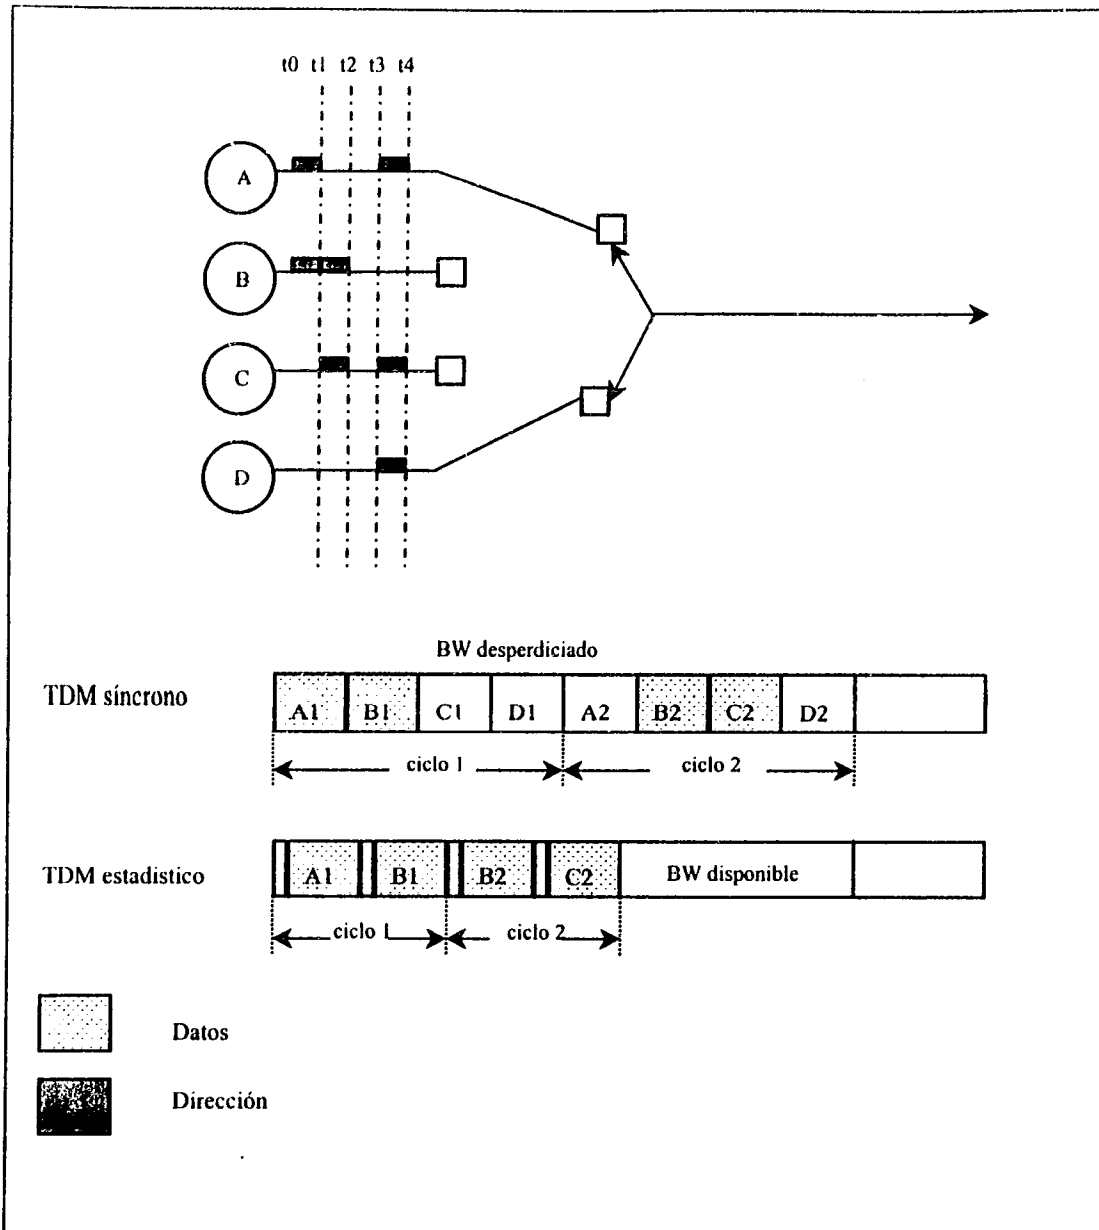 t0 t1 t2 t3 t4
A
B
C
D
BW desperdiciado
TDM síncrono
A1 B1 C1 D1 A2 B2 C2 D2
ciclo 1 ciclo 2
TDM estadistico
A1 B1 B2 C2 BW disponible
ciclo 1 ciclo 2
Datos
Dirección